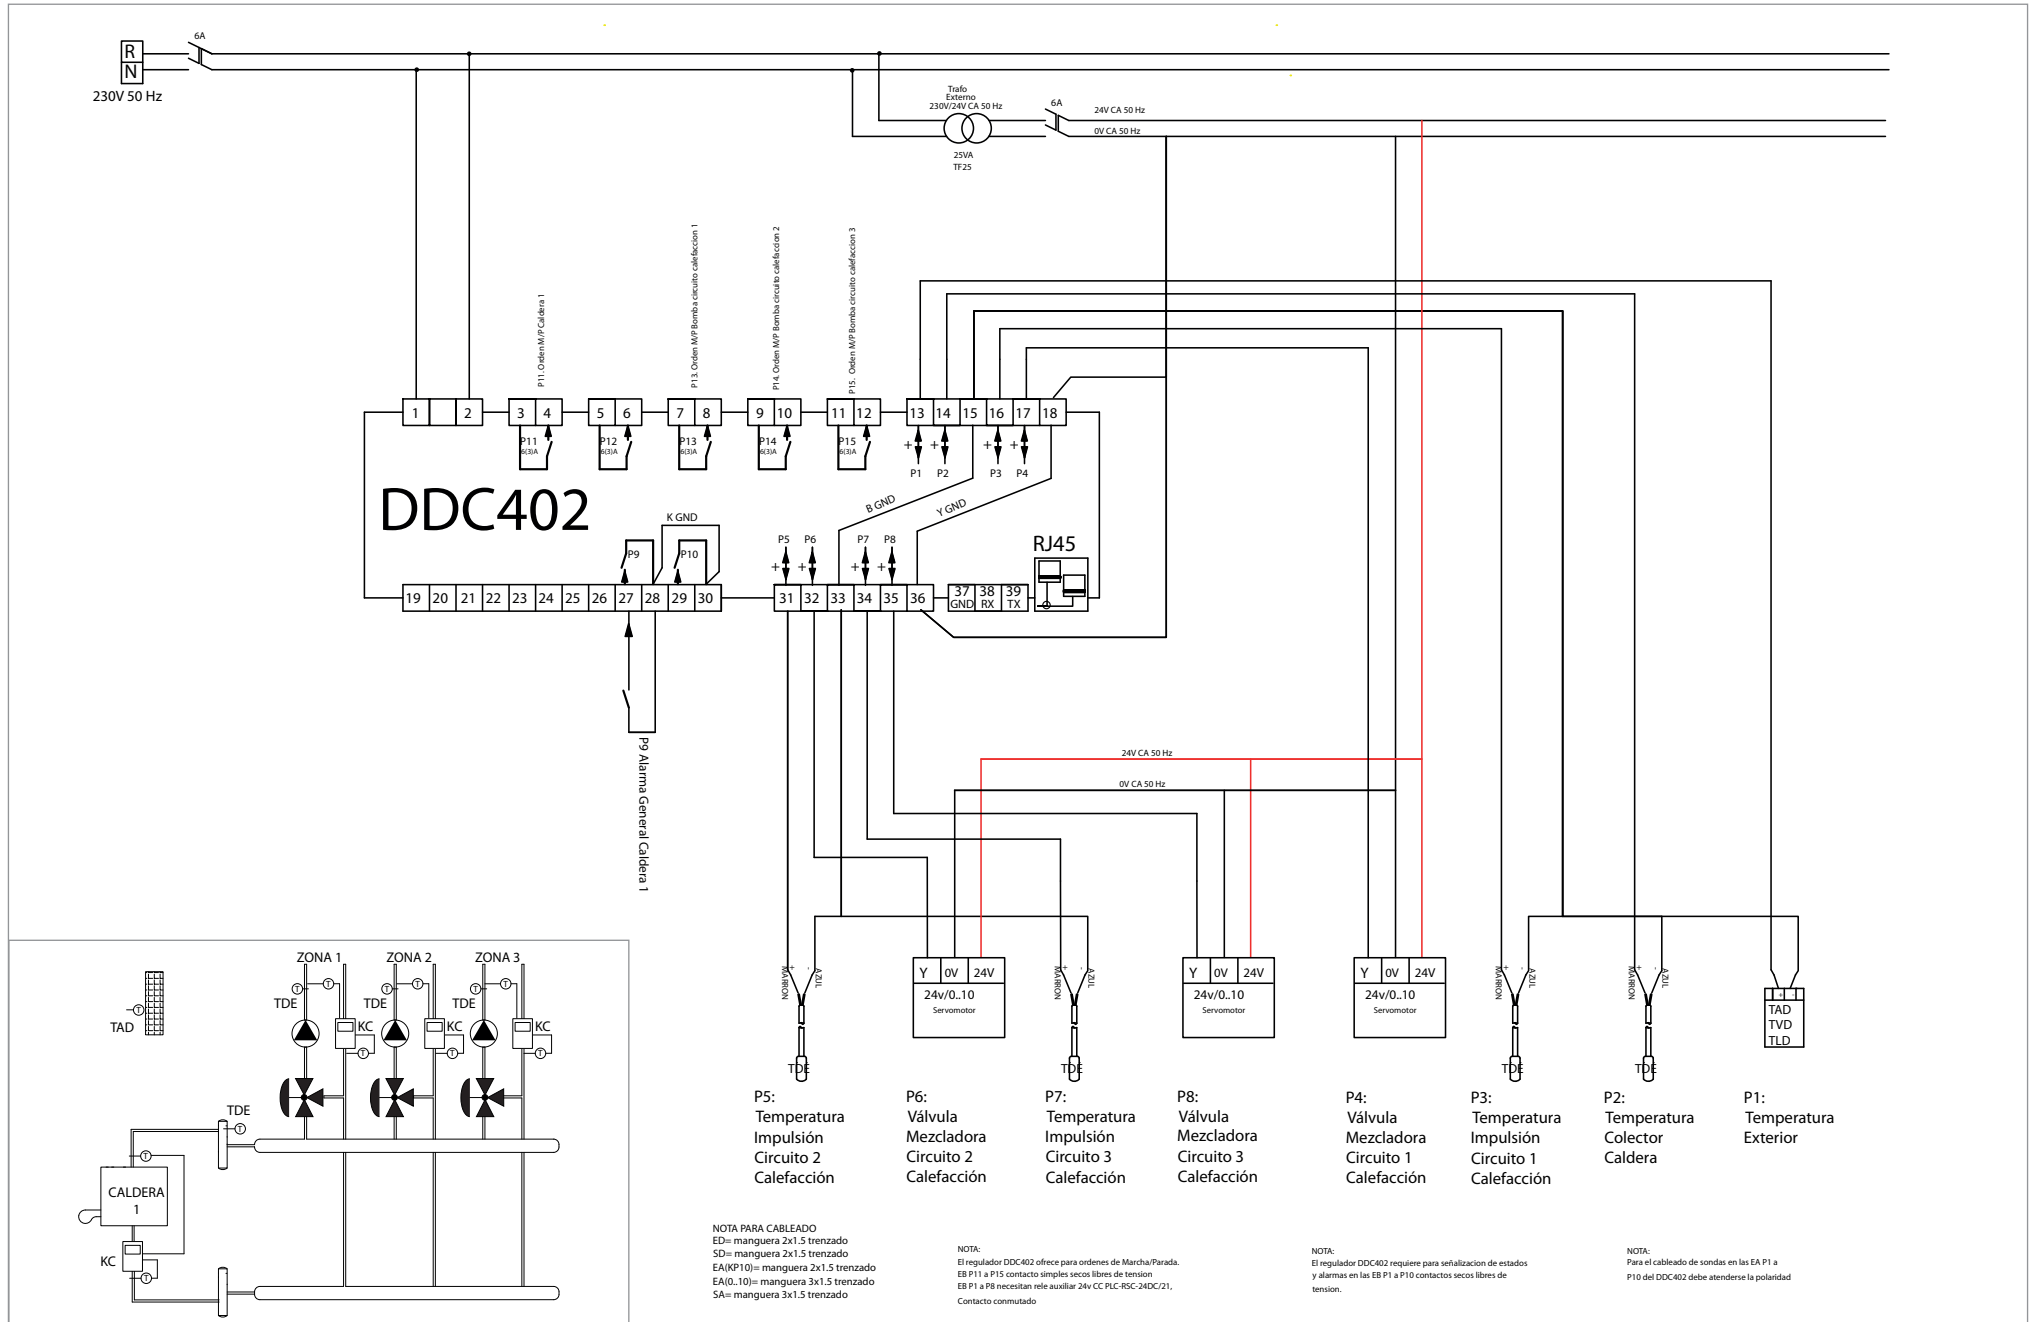 6A
R
N
230V 50 Hz
Trafo
Externo
230V/24V CA 50 Hz
25VA
TF25
6A
24V CA 50 Hz
0V CA 50 Hz
P11. Orden M/P Caldera 1
P13. Orden M/P Bomba circuito calefaccion 1
P14. Orden M/P Bomba circuito calefaccion 2
P15. Orden M/P Bomba circuito calefaccion 3
1 2 3 4 5 6 7 8 9 10 11 12 13 14 15 16 17 18
P11
6(3)A
P12
6(3)A
P13
6(3)A
P14
6(3)A
P15
6(3)A
+ + + +
P1 P2 P3 P4
DDC402
B GND
Y GND
K GND
P9
P10
P5 P6 P7 P8
+ + + +
RJ45
19 20 21 22 23 24 25 26 27 28 29 30 31 32 33 34 35 36
37 38 39
GND RX TX
P9 Alarma General Caldera 1
24V CA 50 Hz
0V CA 50 Hz
MARRON + - AZUL
TDE
Y 0V 24V
24v/0..10
Servomotor
MARRON + - AZUL
TDE
Y 0V 24V
24v/0..10
Servomotor
Y 0V 24V
24v/0..10
Servomotor
MARRON + - AZUL
TDE
MARRON + - AZUL
TDE
+ -
TAD
TVD
TLD
P5:
Temperatura
Impulsión
Circuito 2
Calefacción
P6:
Válvula
Mezcladora
Circuito 2
Calefacción
P7:
Temperatura
Impulsión
Circuito 3
Calefacción
P8:
Válvula
Mezcladora
Circuito 3
Calefacción
P4:
Válvula
Mezcladora
Circuito 1
Calefacción
P3:
Temperatura
Impulsión
Circuito 1
Calefacción
P2:
Temperatura
Colector
Caldera
P1:
Temperatura
Exterior
ZONA 1 ZONA 2 ZONA 3
T T T T T T
TDE TDE TDE
T
TAD
KC KC KC
T T T
TDE
T
T
CALDERA
1
KC
T
NOTA PARA CABLEADO
ED= manguera 2x1.5 trenzado
SD= manguera 2x1.5 trenzado
EA(KP10)= manguera 2x1.5 trenzado
EA(0..10)= manguera 3x1.5 trenzado
SA= manguera 3x1.5 trenzado
NOTA:
El regulador DDC402 ofrece para ordenes de Marcha/Parada.
EB P11 a P15 contacto simples secos libres de tension
EB P1 a P8 necesitan rele auxiliar 24v CC PLC-RSC-24DC/21,
Contacto conmutado
NOTA:
El regulador DDC402 requiere para señalizacion de estados
y alarmas en las EB P1 a P10 contactos secos libres de
tension.
NOTA:
Para el cableado de sondas en las EA P1 a
P10 del DDC402 debe atenderse la polaridad